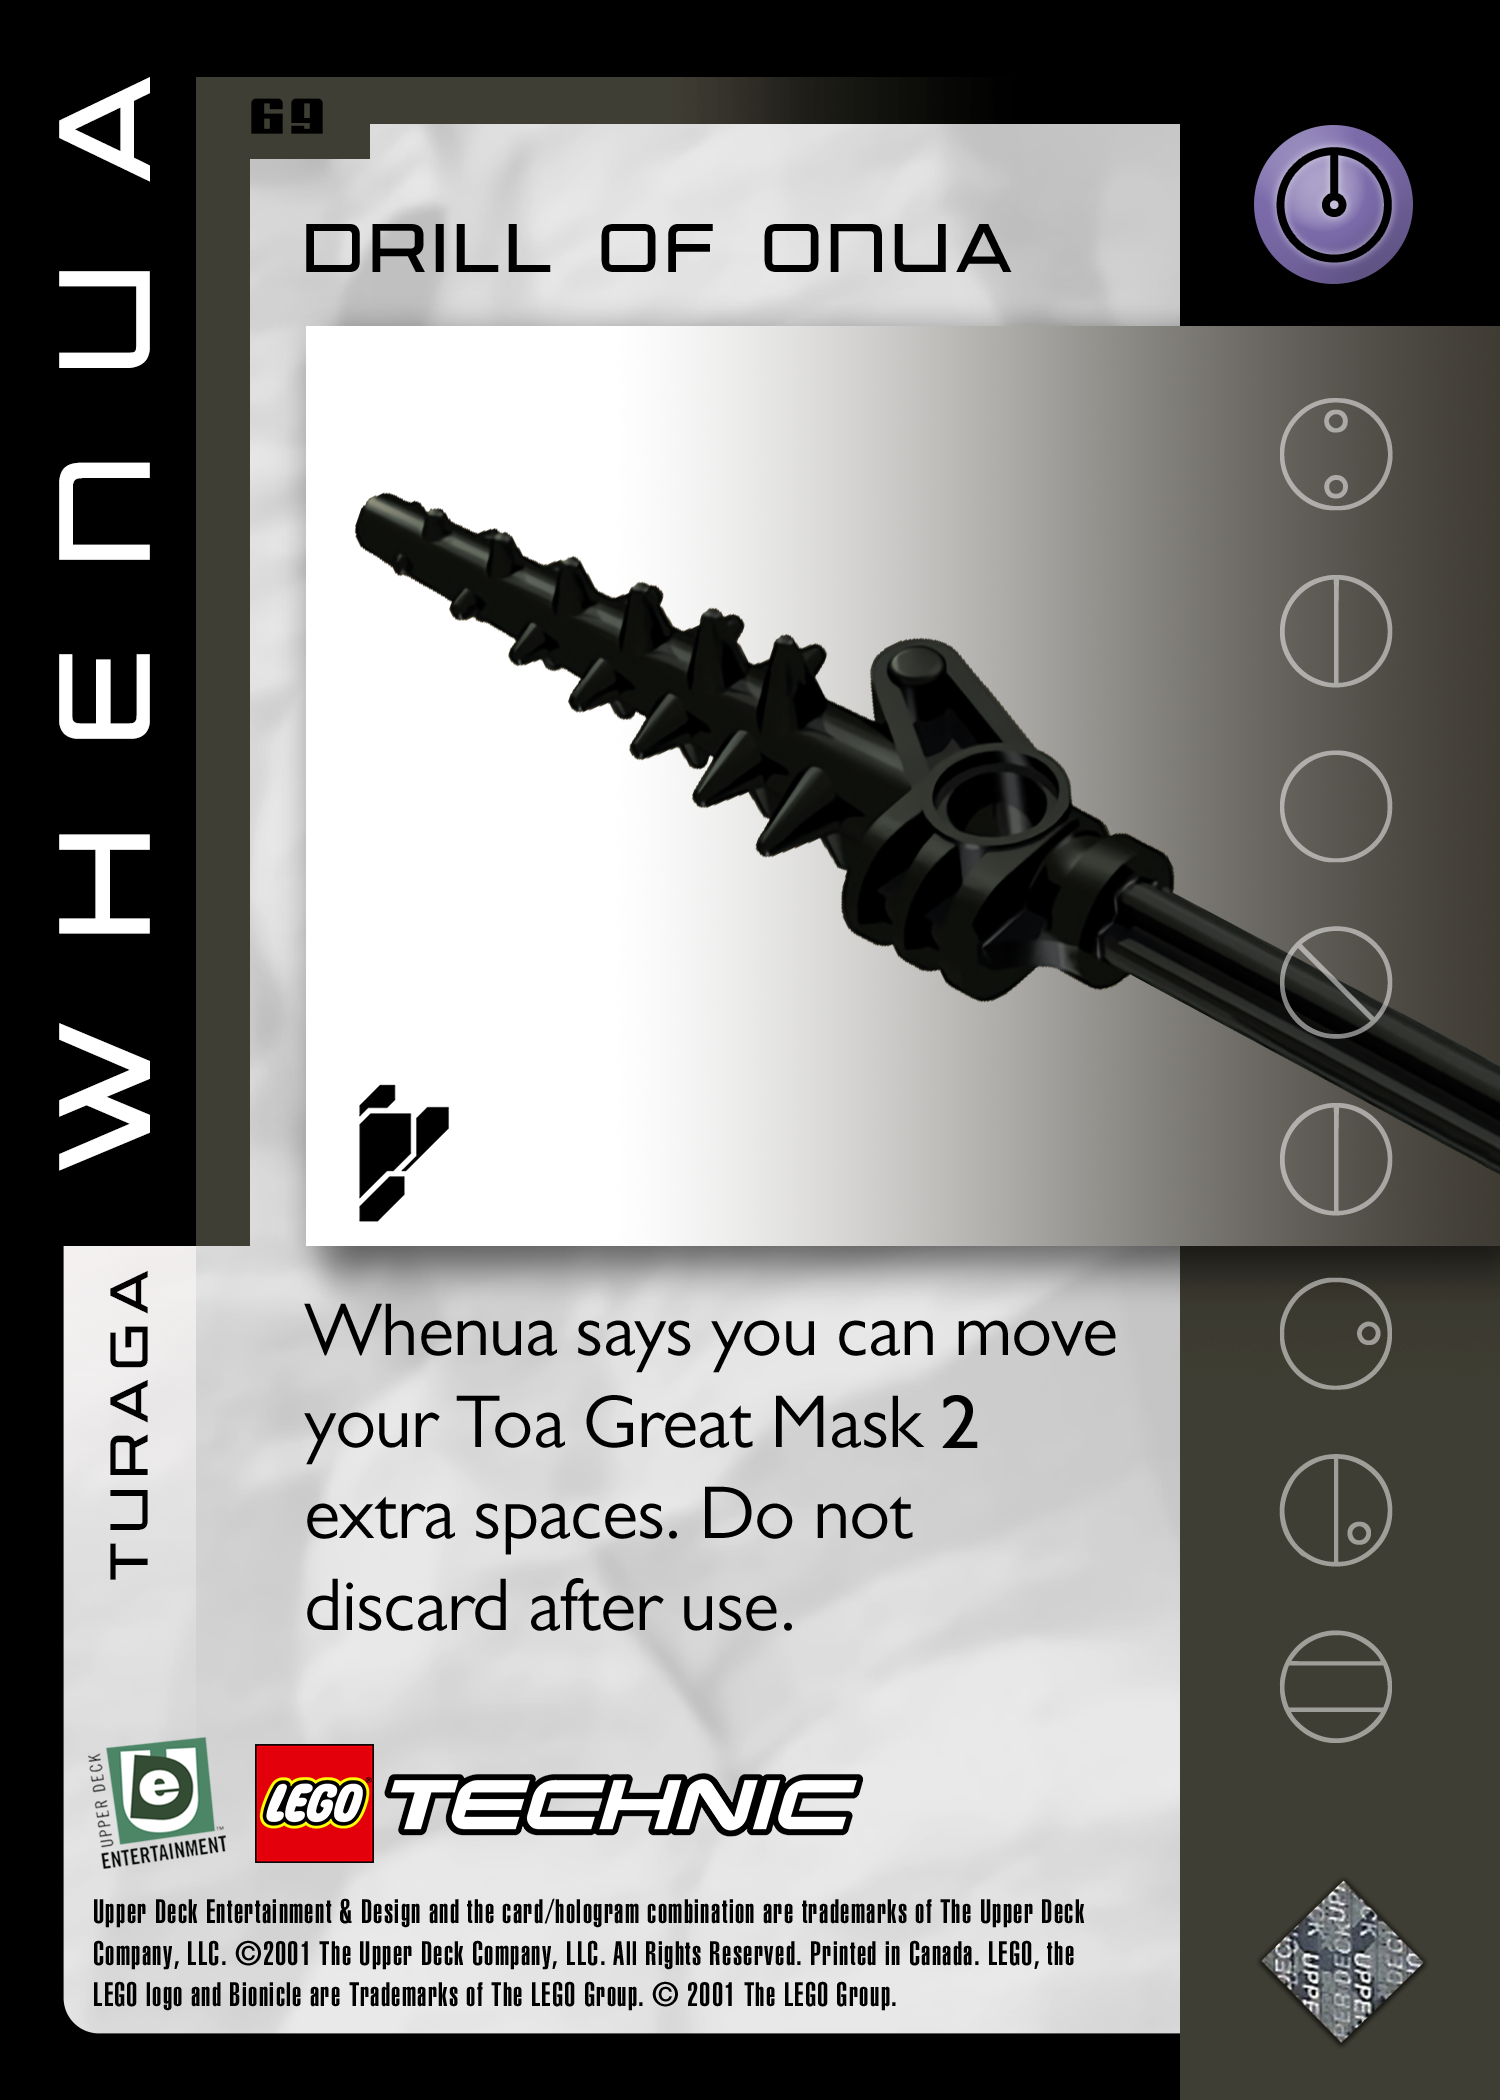 69
WHENUA
DRILL OF ONUA
TURAGA
Whenua says you can move
your Toa Great Mask 2
extra spaces. Do not
discard after use.
UPPER DECK
UDe
ENTERTAINMENT™
LEGO TECHNIC
Upper Deck Entertainment & Design and the card/hologram combination are trademarks of The Upper Deck
Company, LLC. ©2001 The Upper Deck Company, LLC. All Rights Reserved. Printed in Canada. LEGO, the
LEGO logo and Bionicle are Trademarks of The LEGO Group. © 2001 The LEGO Group.